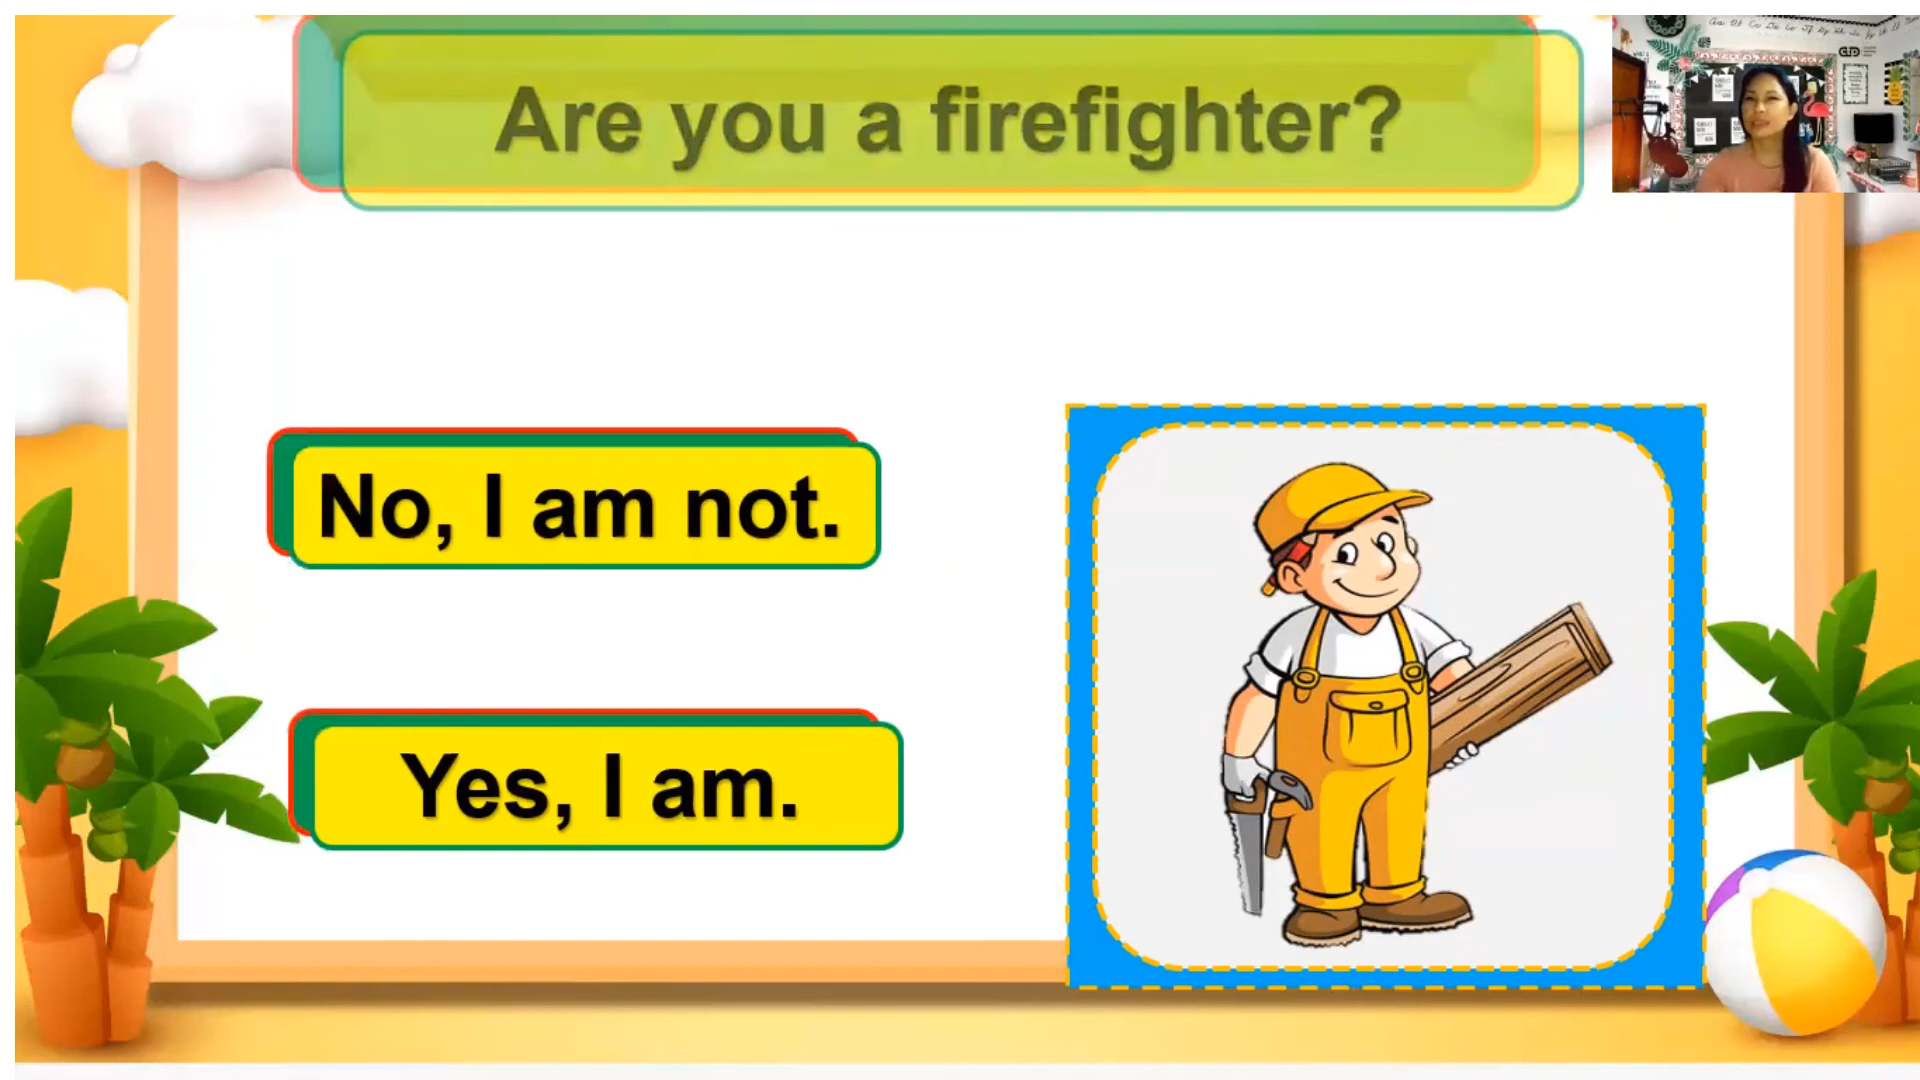 Are you a firefighter?
No, I am not.
Yes, I am.